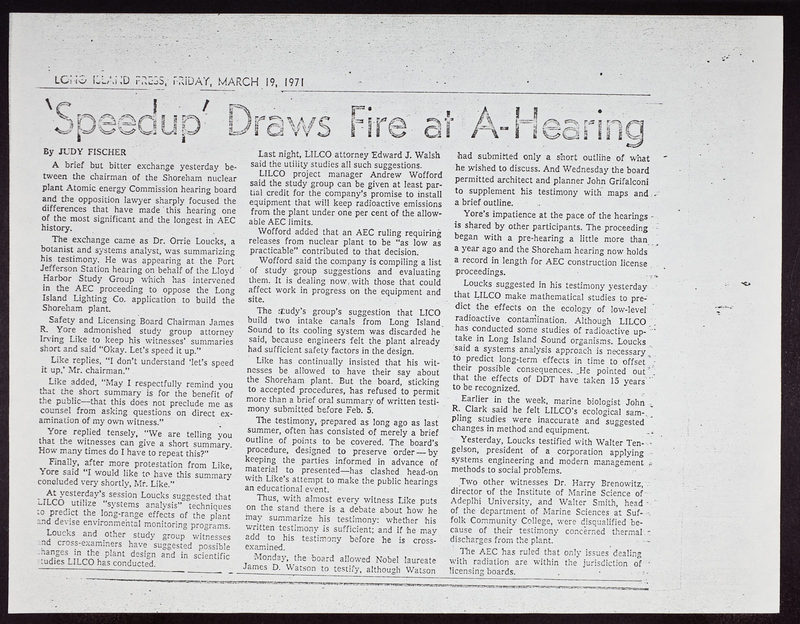 LONG ISLAND PRESS, FRIDAY, MARCH 19, 1971
'Speedup' Draws Fire at A-Hearing
By JUDY FISCHER
A brief but bitter exchange yesterday be-
tween the chairman of the Shoreham nuclear
plant Atomic energy Commission hearing board
and the opposition lawyer sharply focused the
differences that have made this hearing one
of the most significant and the longest in AEC
history.
The exchange came as Dr. Orrie Loucks, a
botanist and systems analyst, was summarizing
his testimony. He was appearing at the Port
Jefferson Station hearing on behalf of the Lloyd
Harbor Study Group which has intervened
in the AEC proceeding to oppose the Long
Island Lighting Co. application to build the
Shoreham plant.
Safety and Licensing Board Chairman James
R. Yore admonished study group attorney
Irving Like to keep his witnesses' summaries
short and said "Okay. Let's speed it up."
Like replies, "I don't understand 'let's speed
it up,' Mr. chairman."
Like added, "May I respectfully remind you
that the short summary is for the benefit of
the public—that this does not preclude me as
counsel from asking questions on direct ex-
amination of my own witness."
Yore replied tensely, "We are telling you
that the witnesses can give a short summary.
How many times do I have to repeat this?"
Finally, after more protestation from Like,
Yore said "I would like to have this summary
concluded very shortly, Mr. Like."
At yesterday's session Loucks suggested that
LILCO utilize "systems analysis" techniques
to predict the long-range effects of the plant
and devise environmental monitoring programs.
Loucks and other study group witnesses
and cross-examiners have suggested possible
changes in the plant design and in scientific
studies LILCO has conducted.
Last night, LILCO attorney Edward J. Walsh
said the utility studies all such suggestions.
LILCO project manager Andrew Wofford
said the study group can be given at least par-
tial credit for the company's promise to install
equipment that will keep radioactive emissions
from the plant under one per cent of the allow-
able AEC limits.
Wofford added that an AEC ruling requiring
releases from nuclear plant to be "as low as
practicable" contributed to that decision.
Wofford said the company is compiling a list
of study group suggestions and evaluating
them. It is dealing now with those that could
affect work in progress on the equipment and
site.
The study's group's suggestion that LICO
build two intake canals from Long Island
Sound to its cooling system was discarded he
said, because engineers felt the plant already
had sufficient safety factors in the design.
Like has continually insisted that his wit-
nesses be allowed to have their say about
the Shoreham plant. But the board, sticking
to accepted procedures, has refused to permit
more than a brief oral summary of written testi-
mony submitted before Feb. 5.
The testimony, prepared as long ago as last
summer, often has consisted of merely a brief
outline of points to be covered. The board's
procedure, designed to preserve order — by
keeping the parties informed in advance of
material to presented—has clashed head-on
with Like's attempt to make the public hearings
an educational event.
Thus, with almost every witness Like puts
on the stand there is a debate about how he
may summarize his testimony: whether his
written testimony is sufficient; and if he may
add to his testimony before he is cross-
examined.
Monday, the board allowed Nobel laureate
James D. Watson to testify, although Watson
had submitted only a short outline of what
he wished to discuss. And Wednesday the board
permitted architect and planner John Grifalconi
to supplement his testimony with maps and
a brief outline.
Yore's impatience at the pace of the hearings
is shared by other participants. The proceeding
began with a pre-hearing a little more than
a year ago and the Shoreham hearing now holds
a record in length for AEC construction license
proceedings.
Loucks suggested in his testimony yesterday
that LILCO make mathematical studies to pre-
dict the effects on the ecology of low-level
radioactive contamination. Although LILCO
has conducted some studies of radioactive up-
take in Long Island Sound organisms. Loucks
said a systems analysis approach is necessary
to predict long-term effects in time to offset
their possible consequences. He pointed out
that the effects of DDT have taken 15 years
to be recognized.
Earlier in the week, marine biologist John
R. Clark said he felt LILCO's ecological sam-
pling studies were inaccurate and suggested
changes in method and equipment.
Yesterday, Loucks testified with Walter Ten-
gelson, president of a corporation applying
systems engineering and modern management
methods to social problems.
Two other witnesses Dr. Harry Brenowitz,
director of the Institute of Marine Science of
Adeplhi University, and Walter Smith, head
of the department of Marine Sciences at Suf-
folk Community College, were disqualified be-
cause of their testimony concerned thermal
discharges from the plant.
The AEC has ruled that only issues dealing
with radiation are within the jurisdiction of
licensing boards.